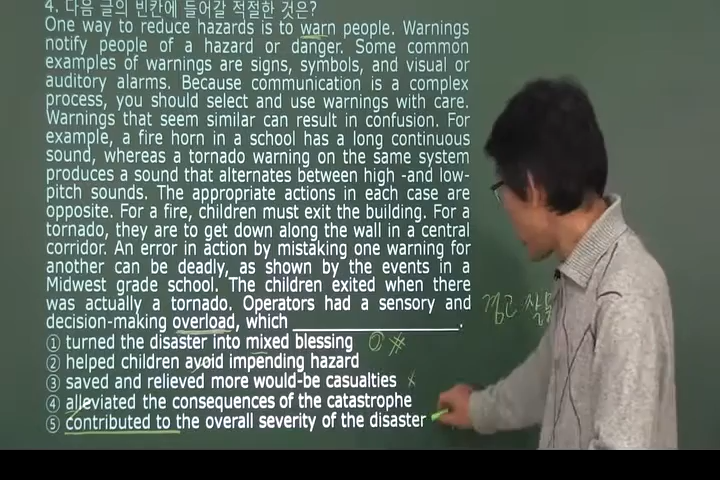 4. 다음 글의 빈칸에 들어갈 적절한 것은?
One way to reduce hazards is to warn people. Warnings
notify people of a hazard or danger. Some common
examples of warnings are signs, symbols, and visual or
auditory alarms. Because communication is a complex
process, you should select and use warnings with care.
Warnings that seem similar can result in confusion. For
example, a fire horn in a school has a long continuous
sound, whereas a tornado warning on the same system
produces a sound that alternates between high -and low-
pitch sounds. The appropriate actions in each case are
opposite. For a fire, children must exit the building. For a
tornado, they are to get down along the wall in a central
corridor. An error in action by mistaking one warning for
another can be deadly, as shown by the events in a
Midwest grade school. The children exited when there
was actually a tornado. Operators had a sensory and
decision-making overload, which ____________________.
① turned the disaster into mixed blessing
② helped children avoid impending hazard
③ saved and relieved more would-be casualties
④ alleviated the consequences of the catastrophe
⑤ contributed to the overall severity of the disaster
경고